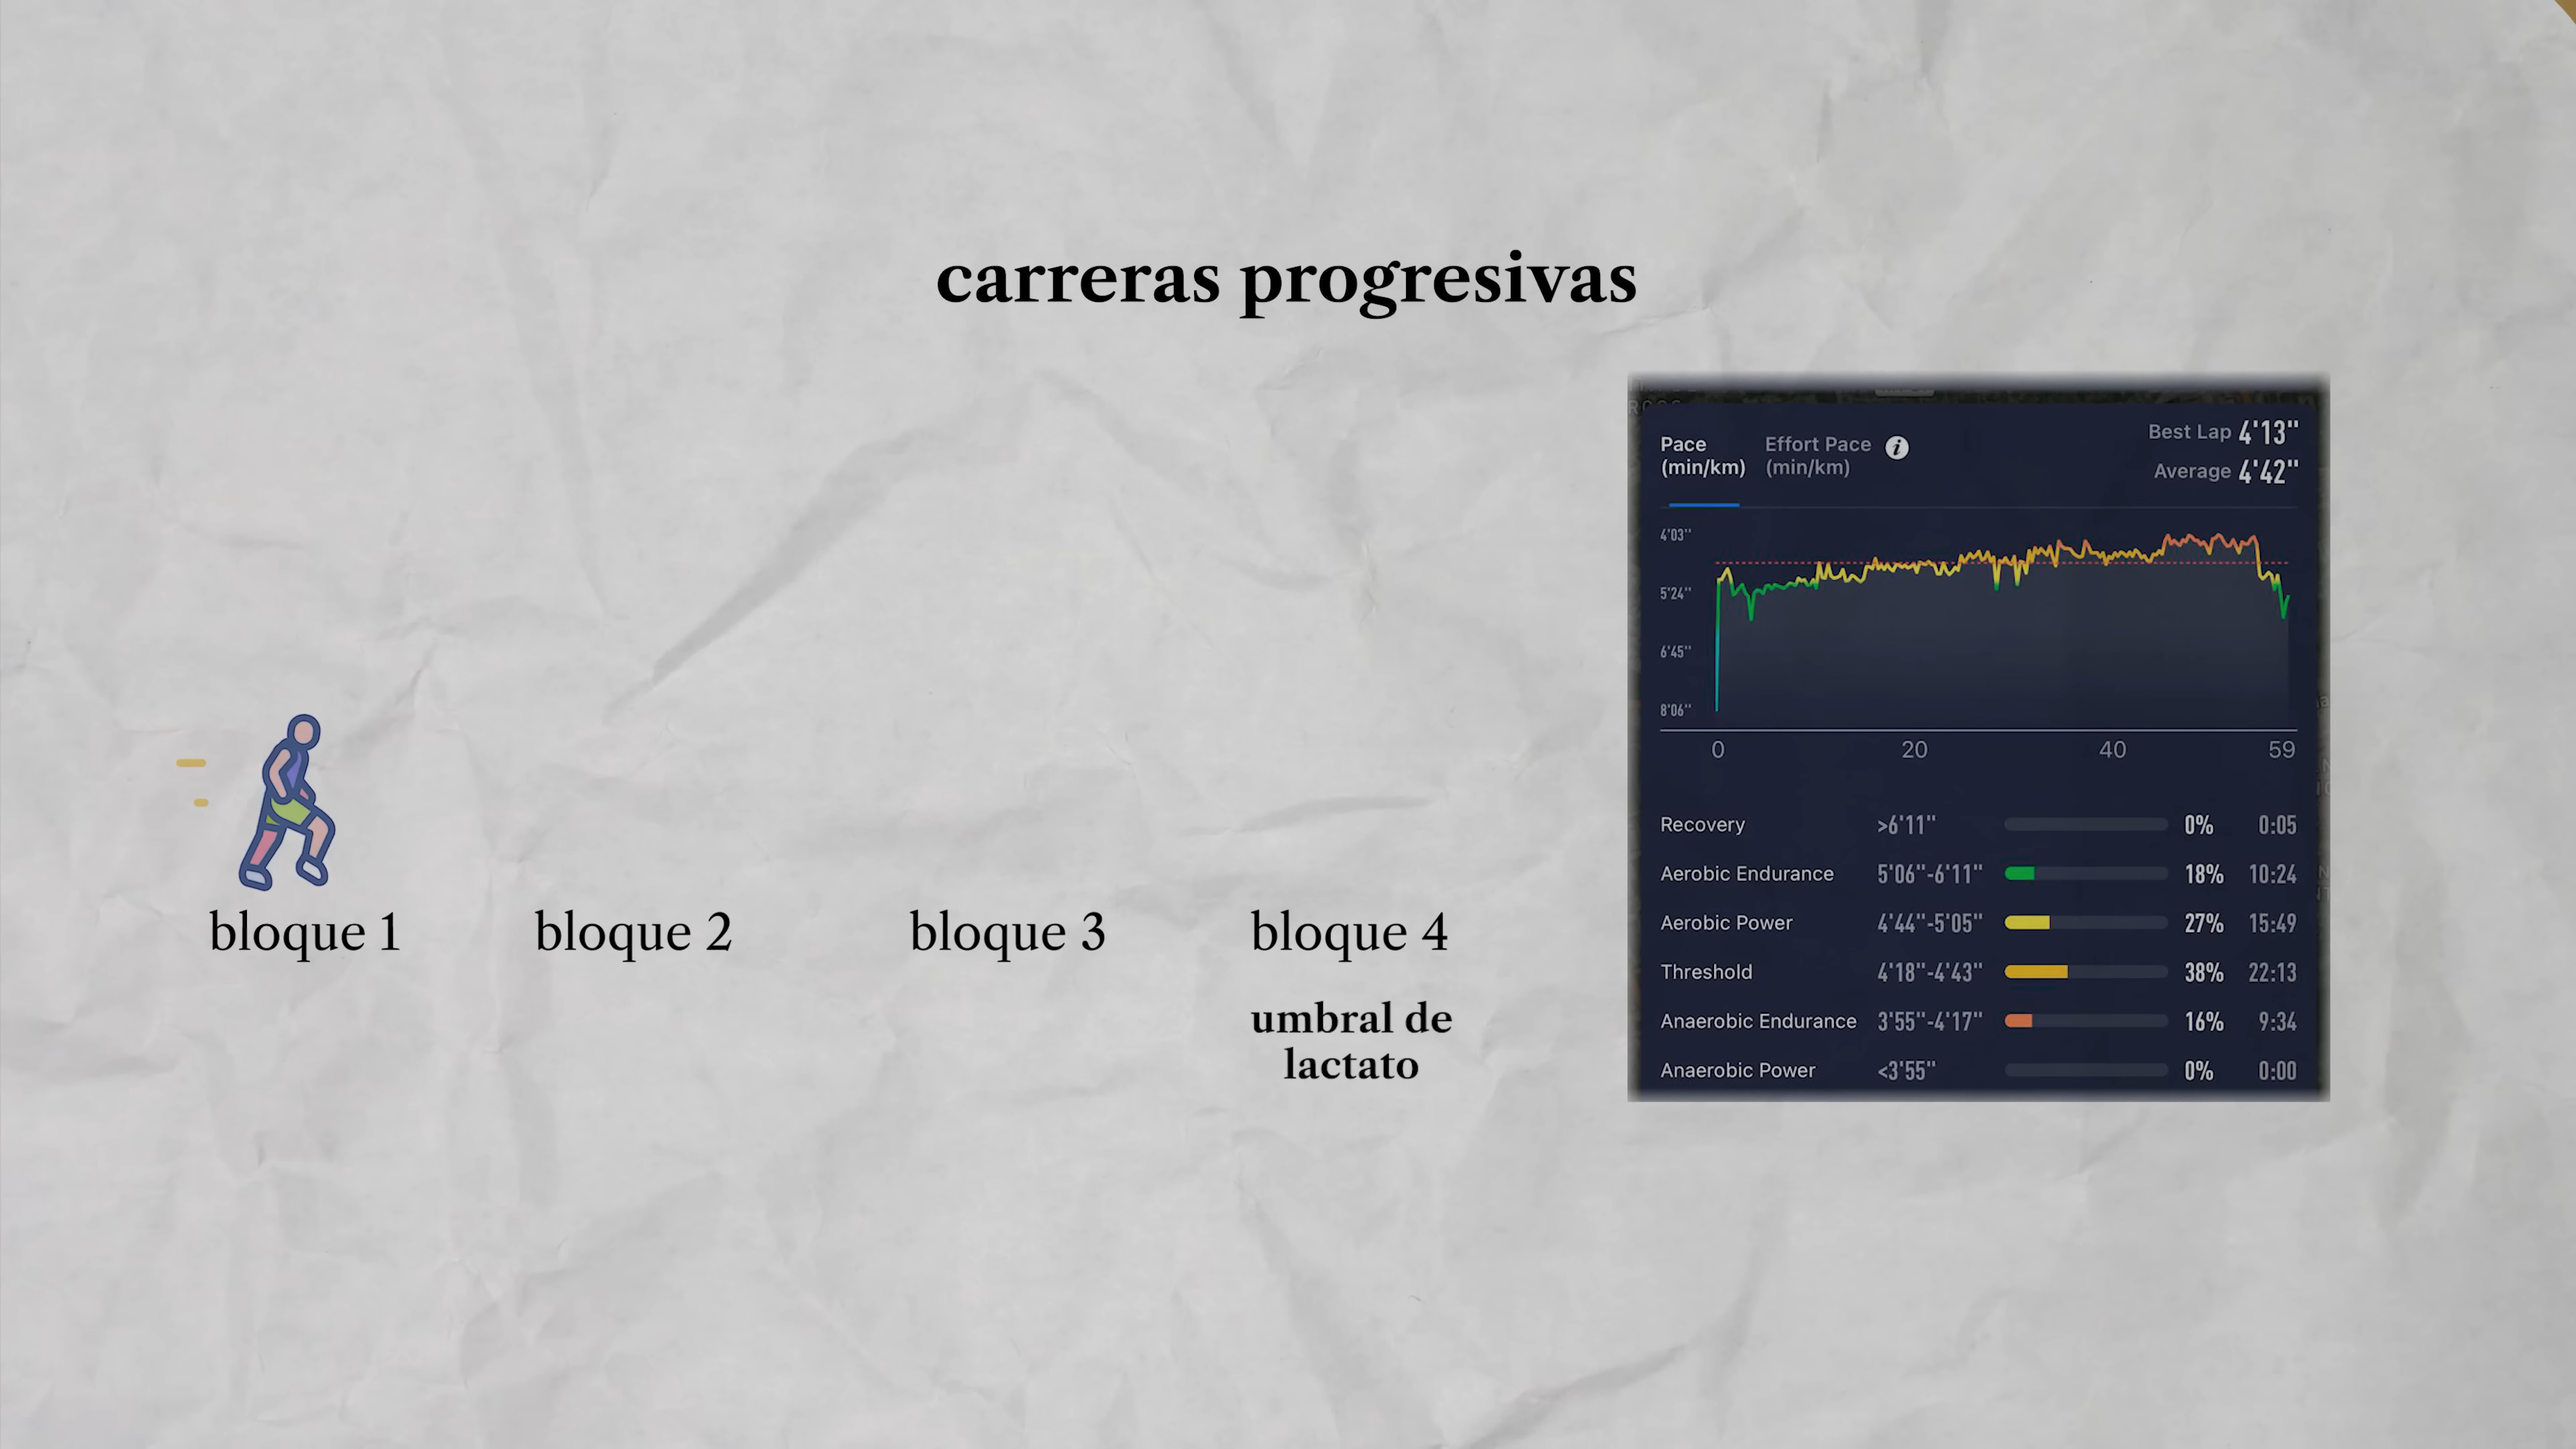 carreras progresivas
bloque 1
bloque 2
bloque 3
bloque 4
umbral de
lactato
Pace
(min/km)
Effort Pace
(min/km)
i
Best Lap 4'13"
Average 4'42"
4'03"
5'24"
6'45"
8'06"
0 20 40 59
Recovery >6'11" 0% 0:05
Aerobic Endurance 5'06"-6'11" 18% 10:24
Aerobic Power 4'44"-5'05" 27% 15:49
Threshold 4'18"-4'43" 38% 22:13
Anaerobic Endurance 3'55"-4'17" 16% 9:34
Anaerobic Power <3'55" 0% 0:00